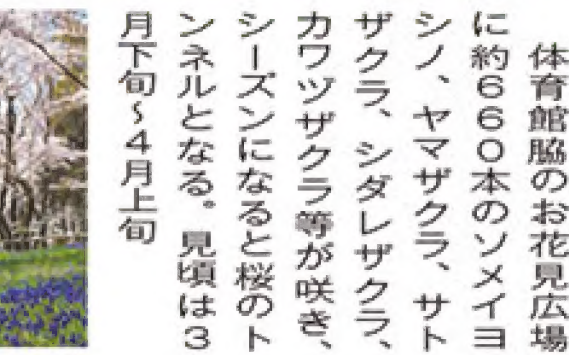 体育館脇のお花見広場
に約660本のソメイヨ
シノ、ヤマザクラ、サト
ザクラ、シダレザクラ、
カワヅザクラ等が咲き、
シーズンになると桜のト
ンネルとなる。見頃は3
月下旬~4月上旬